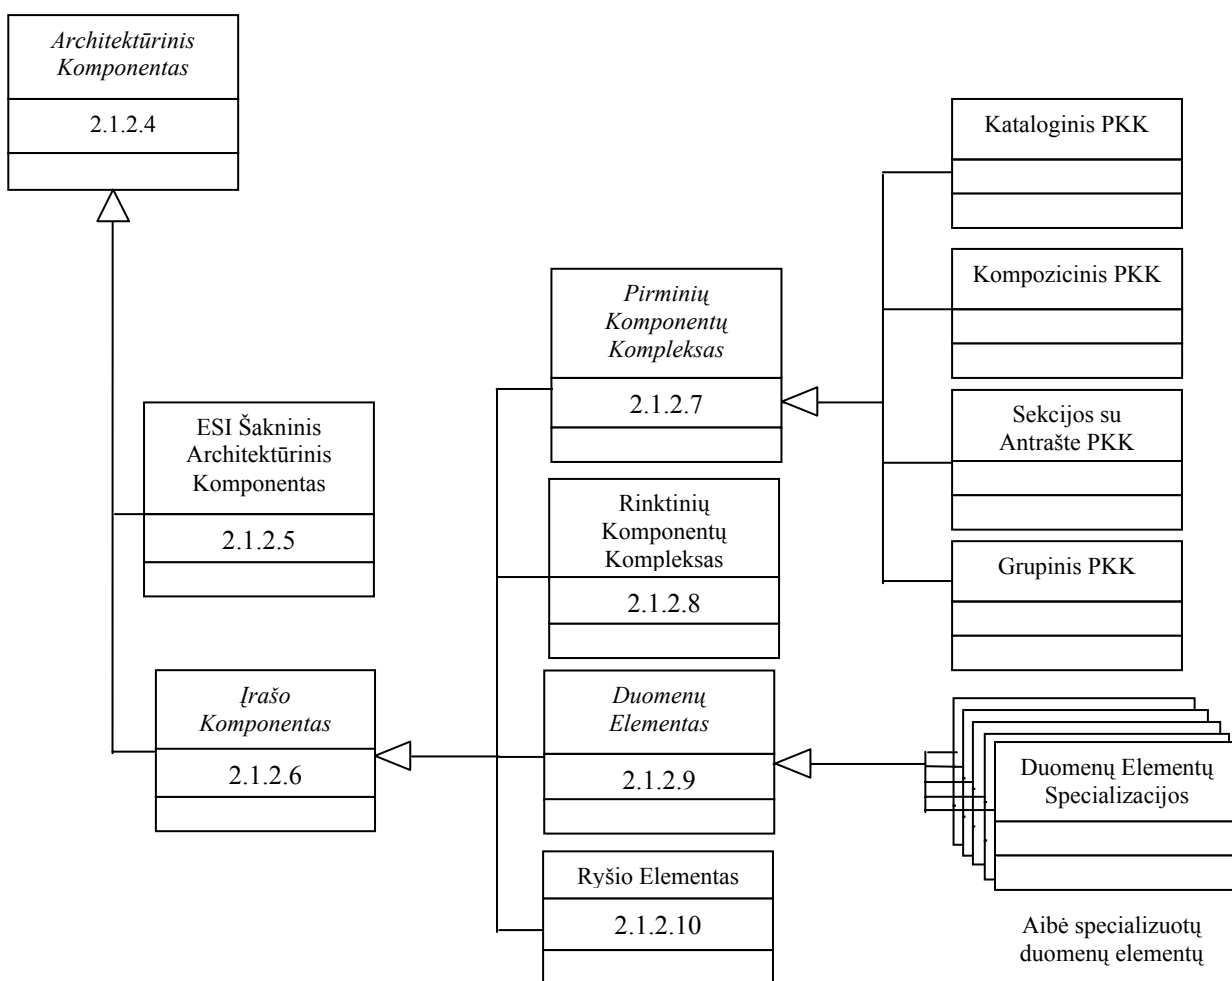 Architektūrinis
Komponentas
2.1.2.4
ESI Šakninis
Architektūrinis
Komponentas
2.1.2.5
Įrašo
Komponentas
2.1.2.6
Pirminių
Komponentų
Kompleksas
2.1.2.7
Rinktinių
Komponentų
Kompleksas
2.1.2.8
Duomenų
Elementas
2.1.2.9
Ryšio Elementas
2.1.2.10
Kataloginis PKK
Kompozicinis PKK
Sekcijos su
Antrašte PKK
Grupinis PKK
Duomenų Elementų
Specializacijos
Aibė specializuotų
duomenų elementų